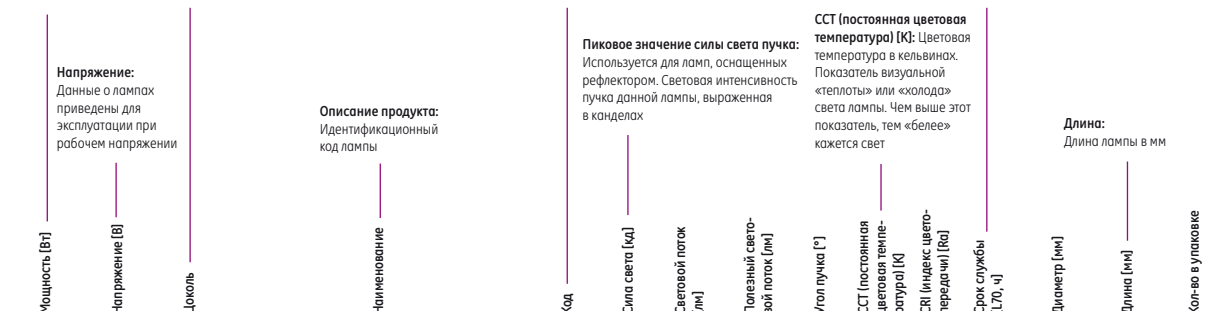 Напряжение:
Данные о лампах
приведены для
эксплуатации при
рабочем напряжении
Описание продукта:
Идентификационный
код лампы
Пиковое значение силы света пучка:
Используется для ламп, оснащенных
рефлектором. Световая интенсивность
пучка данной лампы, выраженная
в канделах
CCT (постоянная цветовая
температура) [K]: Цветовая
температура в кельвинах.
Показатель визуальной
«теплоты» или «холода»
света лампы. Чем выше этот
показатель, тем «белее»
кажется свет
Длина:
Длина лампы в мм
Мощность [Вт]
Напряжение [В]
Цоколь
Наименование
Код
Сила света [кд]
Световой поток
[лм]
Полезный свето-
вой поток [лм]
Угол пучка [°]
CCT (постоянная
цветовая темпе-
ратура) [K]
CRI (индекс цвето-
передачи) [Ra]
Срок службы
[L70, ч]
Диаметр [мм]
Длина [мм]
Кол-во в упаковке